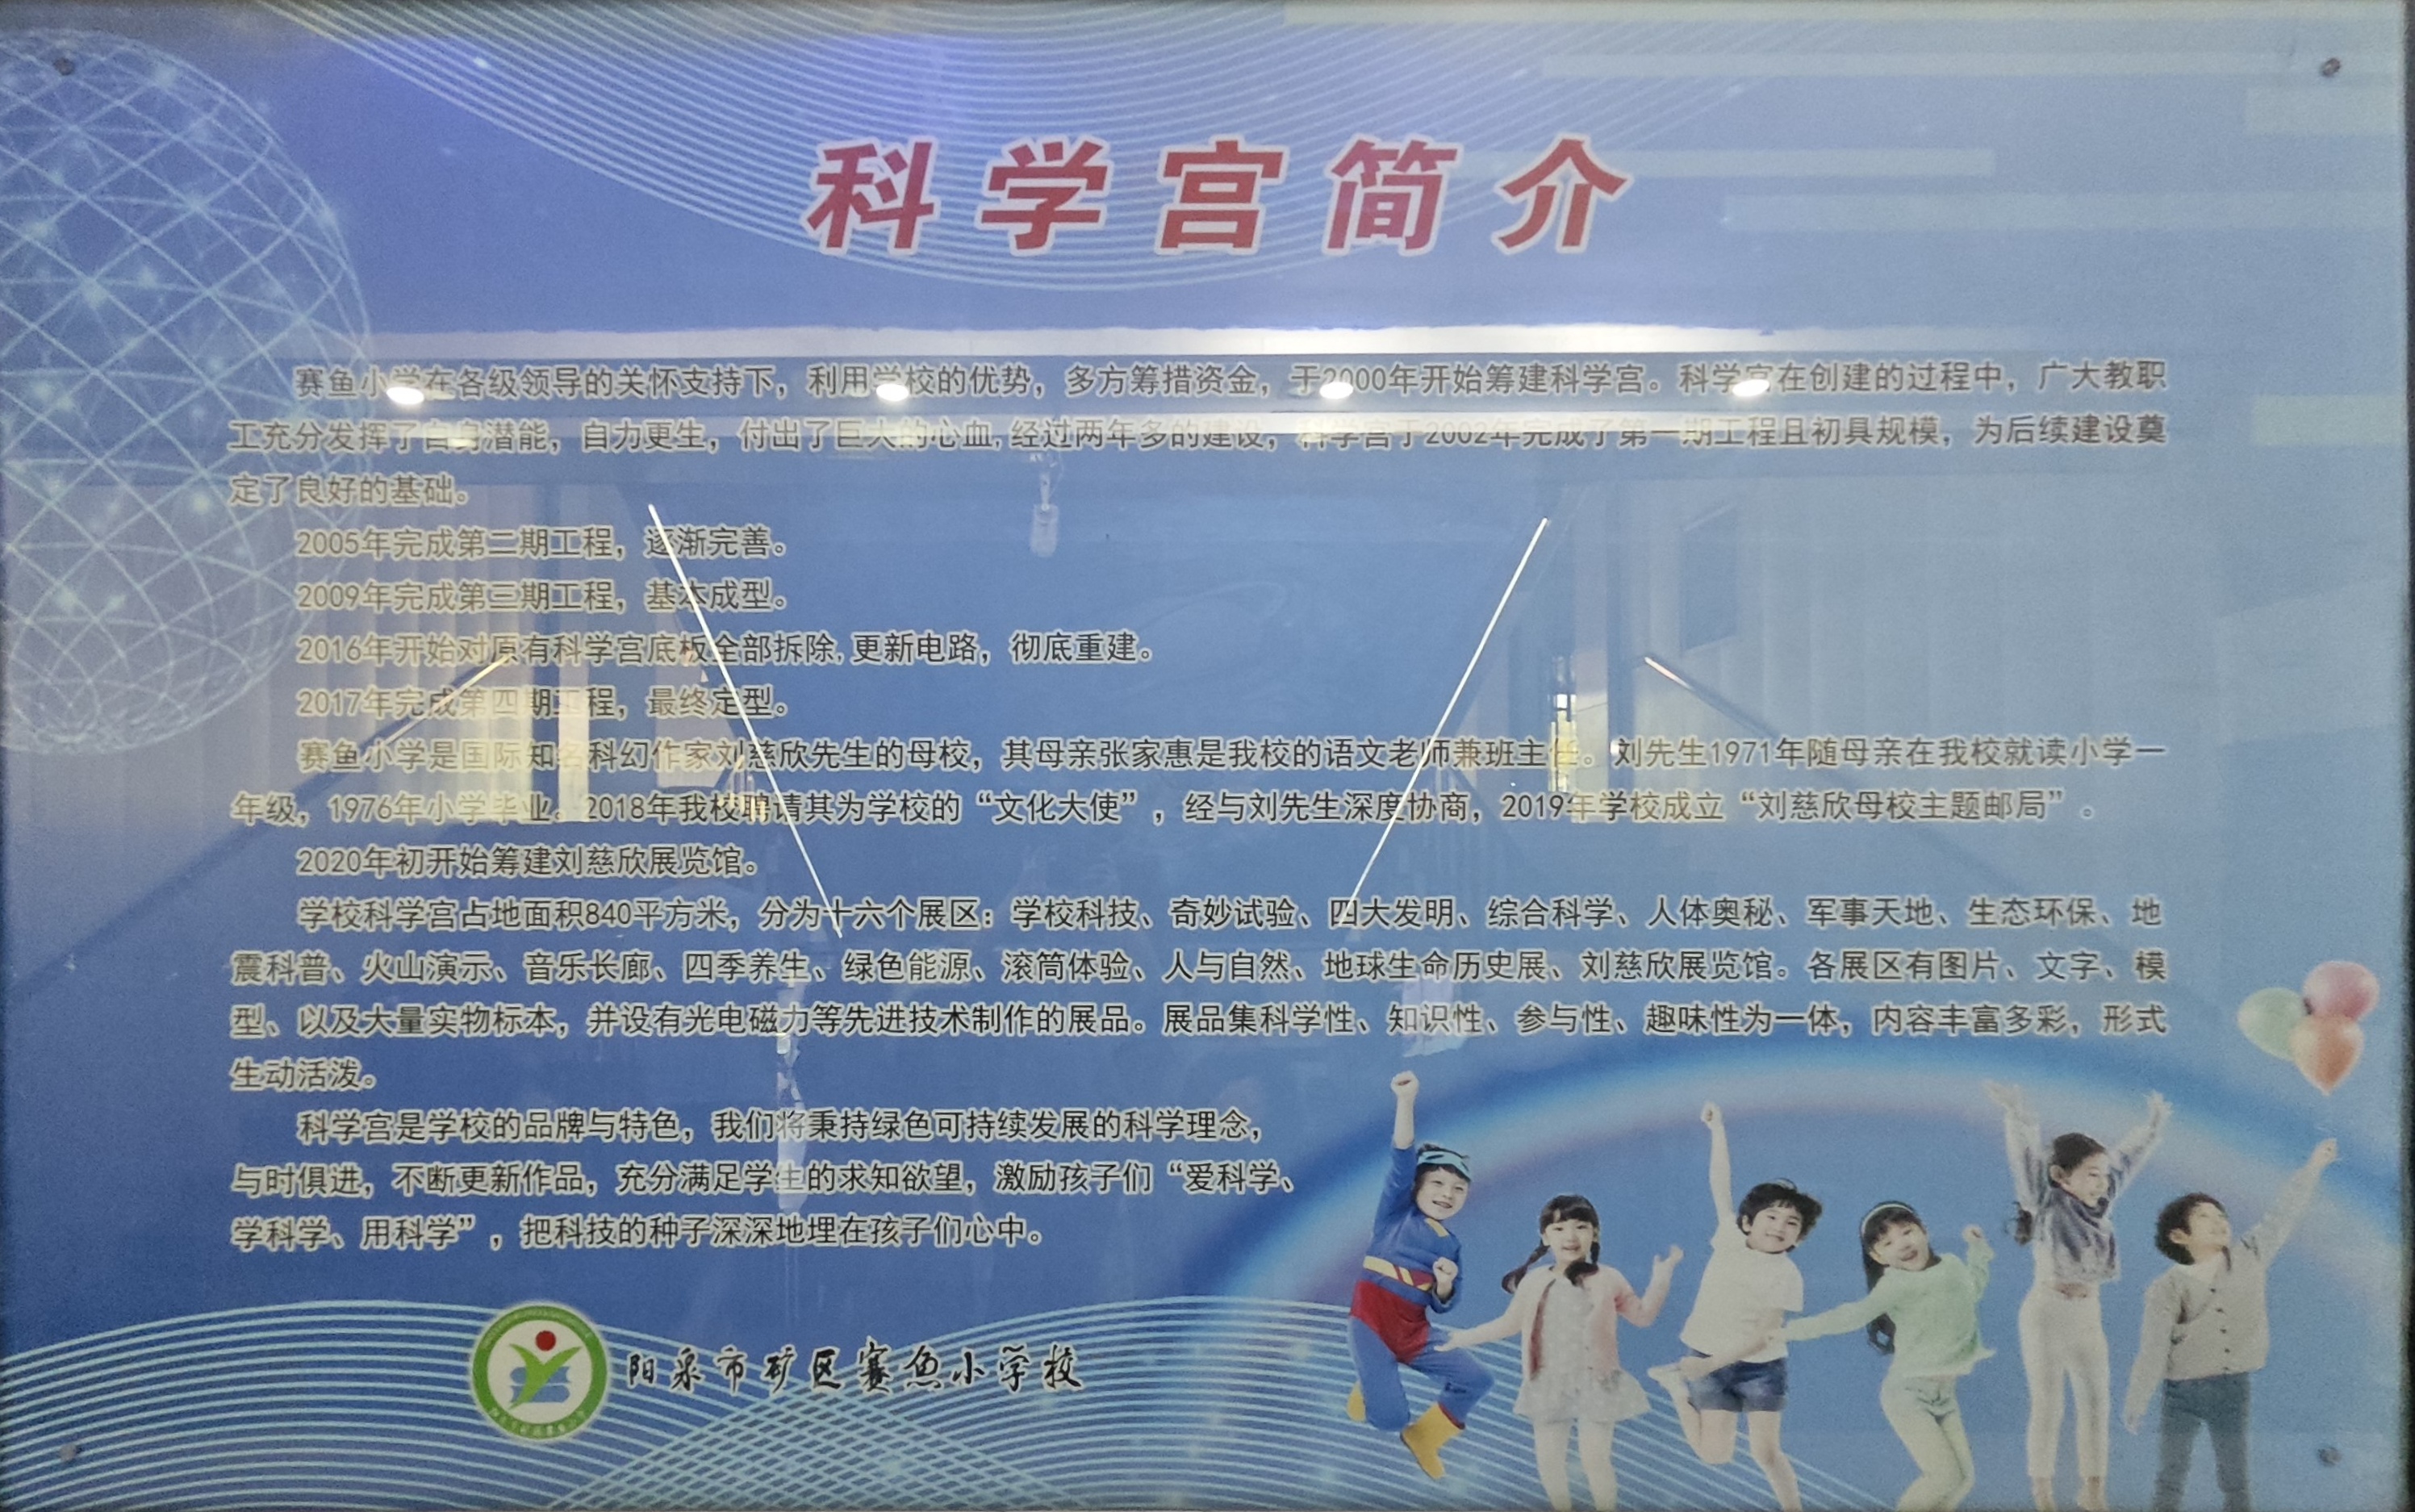 科学宫简介
赛鱼小学在各级领导的关怀支持下，利用学校的优势，多方筹措资金，于2000年开始筹建科学宫。科学宫在创建的过程中，广大教职
工充分发挥了自身潜能，自力更生，付出了巨大的心血,经过两年多的建设，科学宫于2002年完成了第一期工程且初具规模，为后续建设奠
定了良好的基础。
2005年完成第二期工程，逐渐完善。
2009年完成第三期工程，基本成型。
2016年开始对原有科学宫底板全部拆除,更新电路，彻底重建。
2017年完成第四期工程，最终定型。
赛鱼小学是国际知名科幻作家刘慈欣先生的母校，其母亲张家惠是我校的语文老师兼班主任。刘先生1971年随母亲在我校就读小学一
年级，1976年小学毕业。2018年我校聘请其为学校的“文化大使”，经与刘先生深度协商，2019年学校成立“刘慈欣母校主题邮局”。
2020年初开始筹建刘慈欣展览馆。
学校科学宫占地面积840平方米，分为十六个展区：学校科技、奇妙试验、四大发明、综合科学、人体奥秘、军事天地、生态环保、地
震科普、火山演示、音乐长廊、四季养生、绿色能源、滚筒体验、人与自然、地球生命历史展、刘慈欣展览馆。各展区有图片、文字、模
型、以及大量实物标本，并设有光电磁力等先进技术制作的展品。展品集科学性、知识性、参与性、趣味性为一体，内容丰富多彩，形式
生动活泼。
科学宫是学校的品牌与特色，我们将秉持绿色可持续发展的科学理念，
与时俱进，不断更新作品，充分满足学生的求知欲望，激励孩子们“爱科学、
学科学、用科学”，把科技的种子深深地埋在孩子们心中。
阳泉市矿区赛鱼小学校